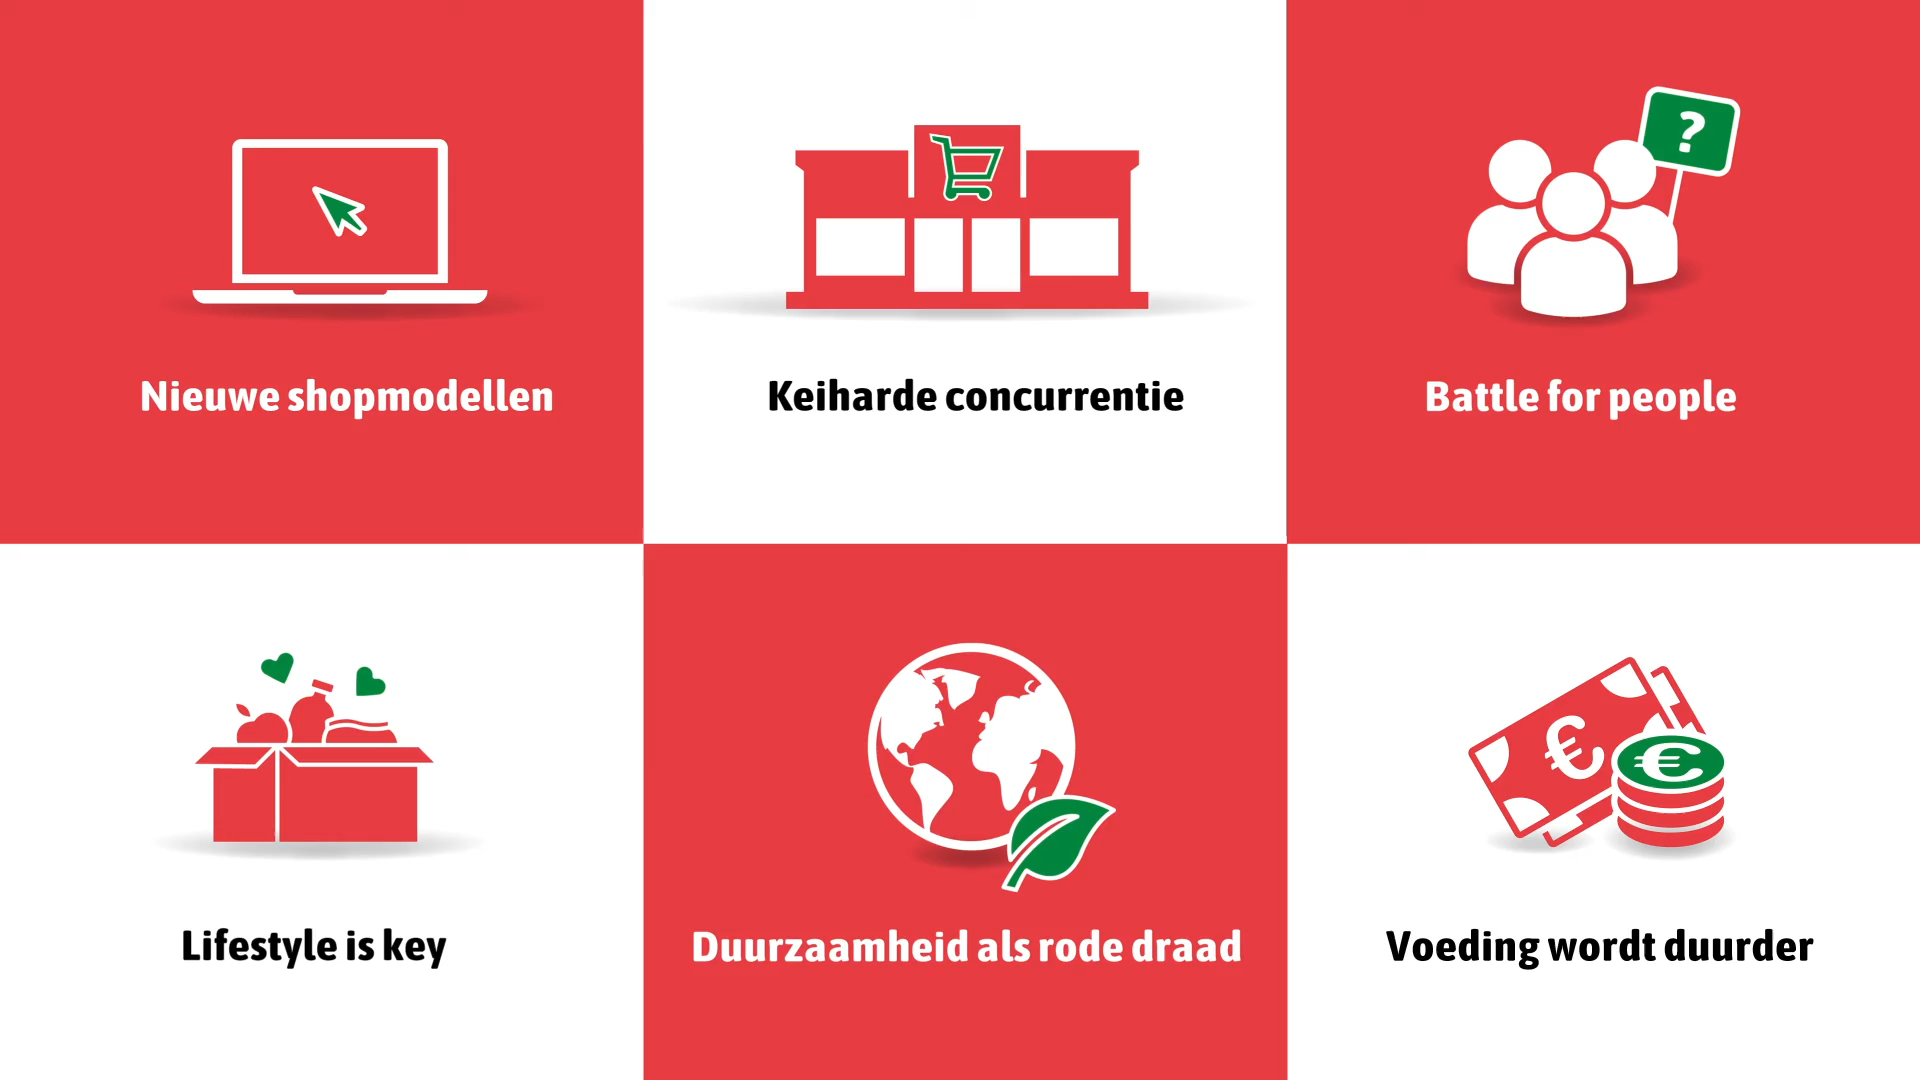 ?
Nieuwe shopmodellen
Keiharde concurrentie
Battle for people
€
€
Lifestyle is key
Duurzaamheid als rode draad
Voeding wordt duurder